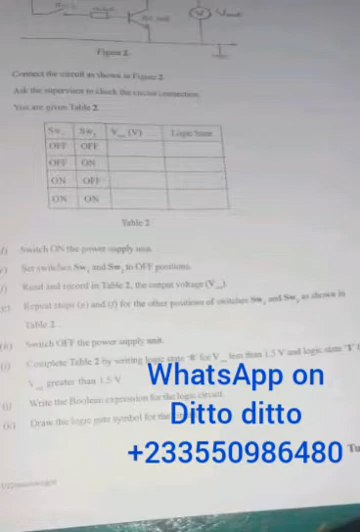 Figure 2
Connect the circuit as shown in Figure 2.
Ask the supervisor to check the circuit connection.
You are given Table 2
Sw₁ Sw₂ V (V) Logic State
OFF OFF
OFF ON
ON OFF
ON ON
Table 2
Switch ON the power supply unit.
Set switches Sw₁ and Sw₂ to OFF positions.
Read and record in Table 2, the output voltage (V
Repeat steps (e) and (f) for the other positions of switches Sw₁ and Sw₂ as shown in
Table 2.
(h) Switch OFF the power supply unit.
(i) Complete Table 2 by writing logic state '0' for V less than 1.5 V and logic state '1'
V greater than 1.5 V
(j) Write the Boolean expression for the logic circuit.
(k) Draw the logic gate symbol for the
WhatsApp on
Ditto ditto
+233550986480